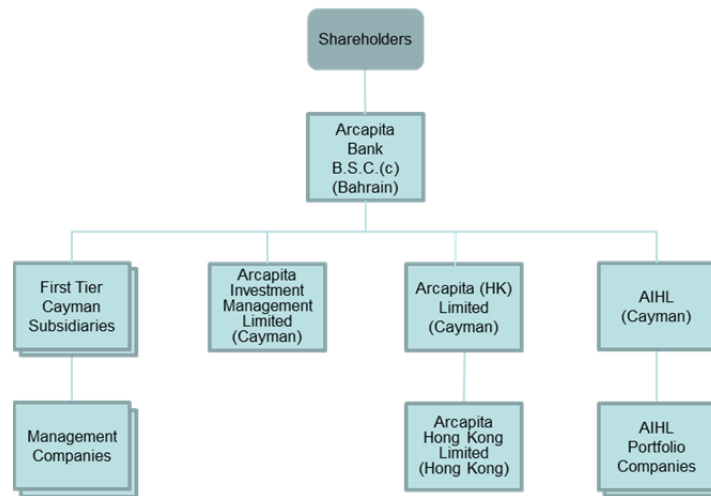 Shareholders
Arcapita
Bank
B.S.C.(c)
(Bahrain)
First Tier
Cayman
Subsidiaries
Arcapita
Investment
Management
Limited
(Cayman)
Arcapita (HK)
Limited
(Cayman)
AIHL
(Cayman)
Management
Companies
Arcapita
Hong Kong
Limited
(Hong Kong)
AIHL
Portfolio
Companies